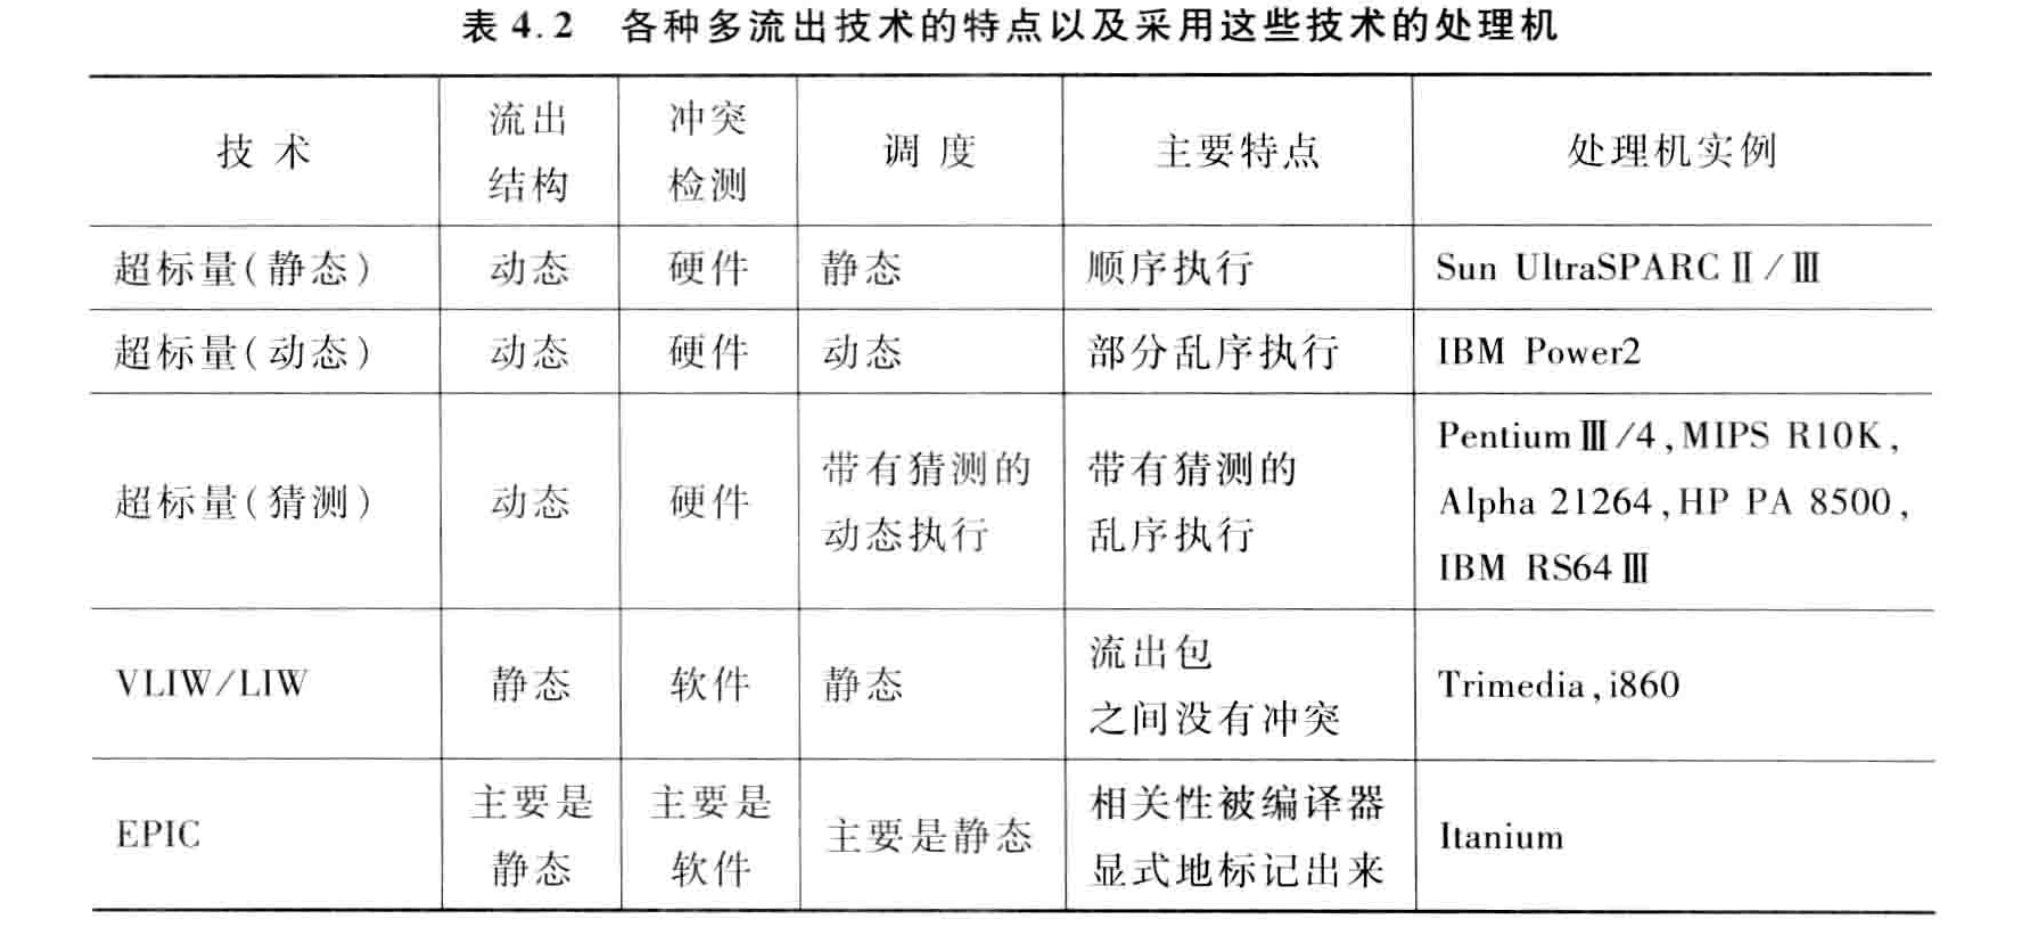 表 4.2 各种多流出技术的特点以及采用这些技术的处理机
技 术
流出
结构
冲突
检测
调 度
主要特点
处理机实例
超标量(静态)
动态
硬件
静态
顺序执行
Sun UltraSPARC Ⅱ/Ⅲ
超标量(动态)
动态
硬件
动态
部分乱序执行
IBM Power2
超标量(猜测)
动态
硬件
带有猜测的
动态执行
带有猜测的
乱序执行
Pentium Ⅲ/4,MIPS R10K,
Alpha 21264,HP PA 8500,
IBM RS64 Ⅲ
VLIW/LIW
静态
软件
静态
流出包
之间没有冲突
Trimedia,i860
EPIC
主要是
静态
主要是
软件
主要是静态
相关性被编译器
显式地标记出来
Itanium